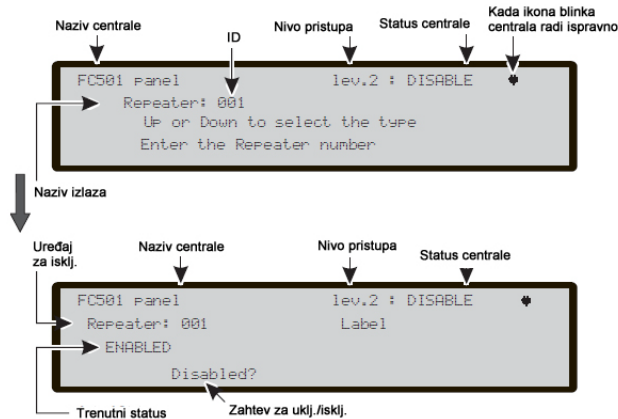 Kada ikona blinka
centrala radi ispravno
Naziv centrale
ID
Nivo pristupa
Status centrale
FC501 panel lev.2 : DISABLE
Repeater: 001
Up or Down to select the type
Enter the Repeater number
Naziv izlaza
Uređaj
za isklj.
Naziv centrale
Nivo pristupa
Status centrale
FC501 panel lev.2 : DISABLE
Repeater: 001 Label
ENABLED
Disabled?
Trenutni status
Zahtev za uklj./isklj.